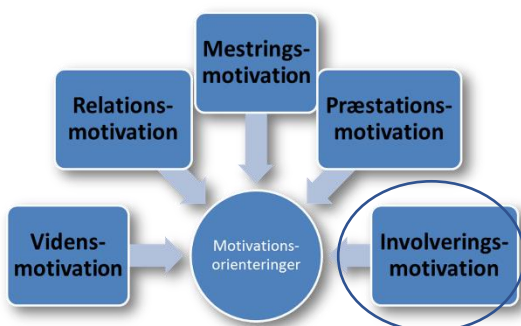 Mestrings-
motivation
Relations-
motivation
Præstations-
motivation
Videns-
motivation
Motivations-
orienteringer
Involverings-
motivation